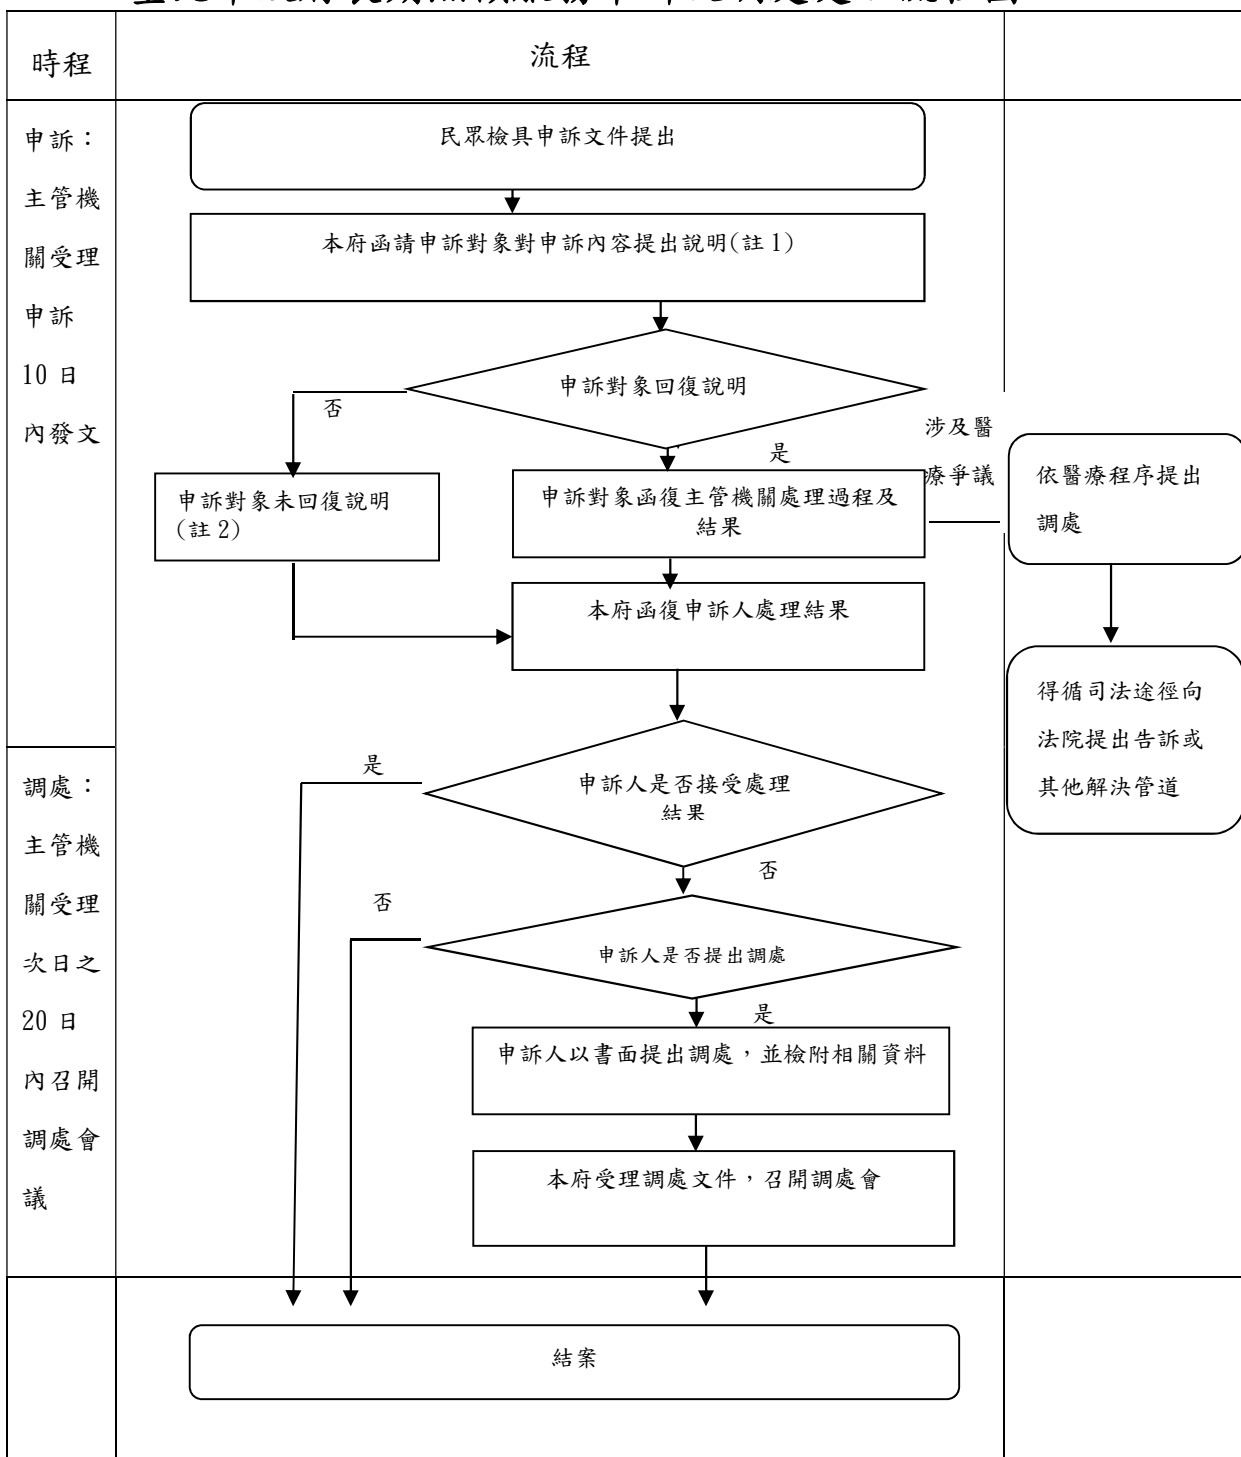 時程
流程
申訴：
主管機
關受理
申訴
10 日
內發文
民眾檢具申訴文件提出
本府函請申訴對象對申訴內容提出說明(註 1)
申訴對象回復說明
否
是
涉及醫
療爭議
申訴對象未回復說明
(註 2)
申訴對象函復主管機關處理過程及
結果
依醫療程序提出
調處
本府函復申訴人處理結果
得循司法途徑向
法院提出告訴或
其他解決管道
調處：
主管機
關受理
次日之
20 日
內召開
調處會
議
是
申訴人是否接受處理
結果
否
否
申訴人是否提出調處
是
申訴人以書面提出調處，並檢附相關資料
本府受理調處文件，召開調處會
結案